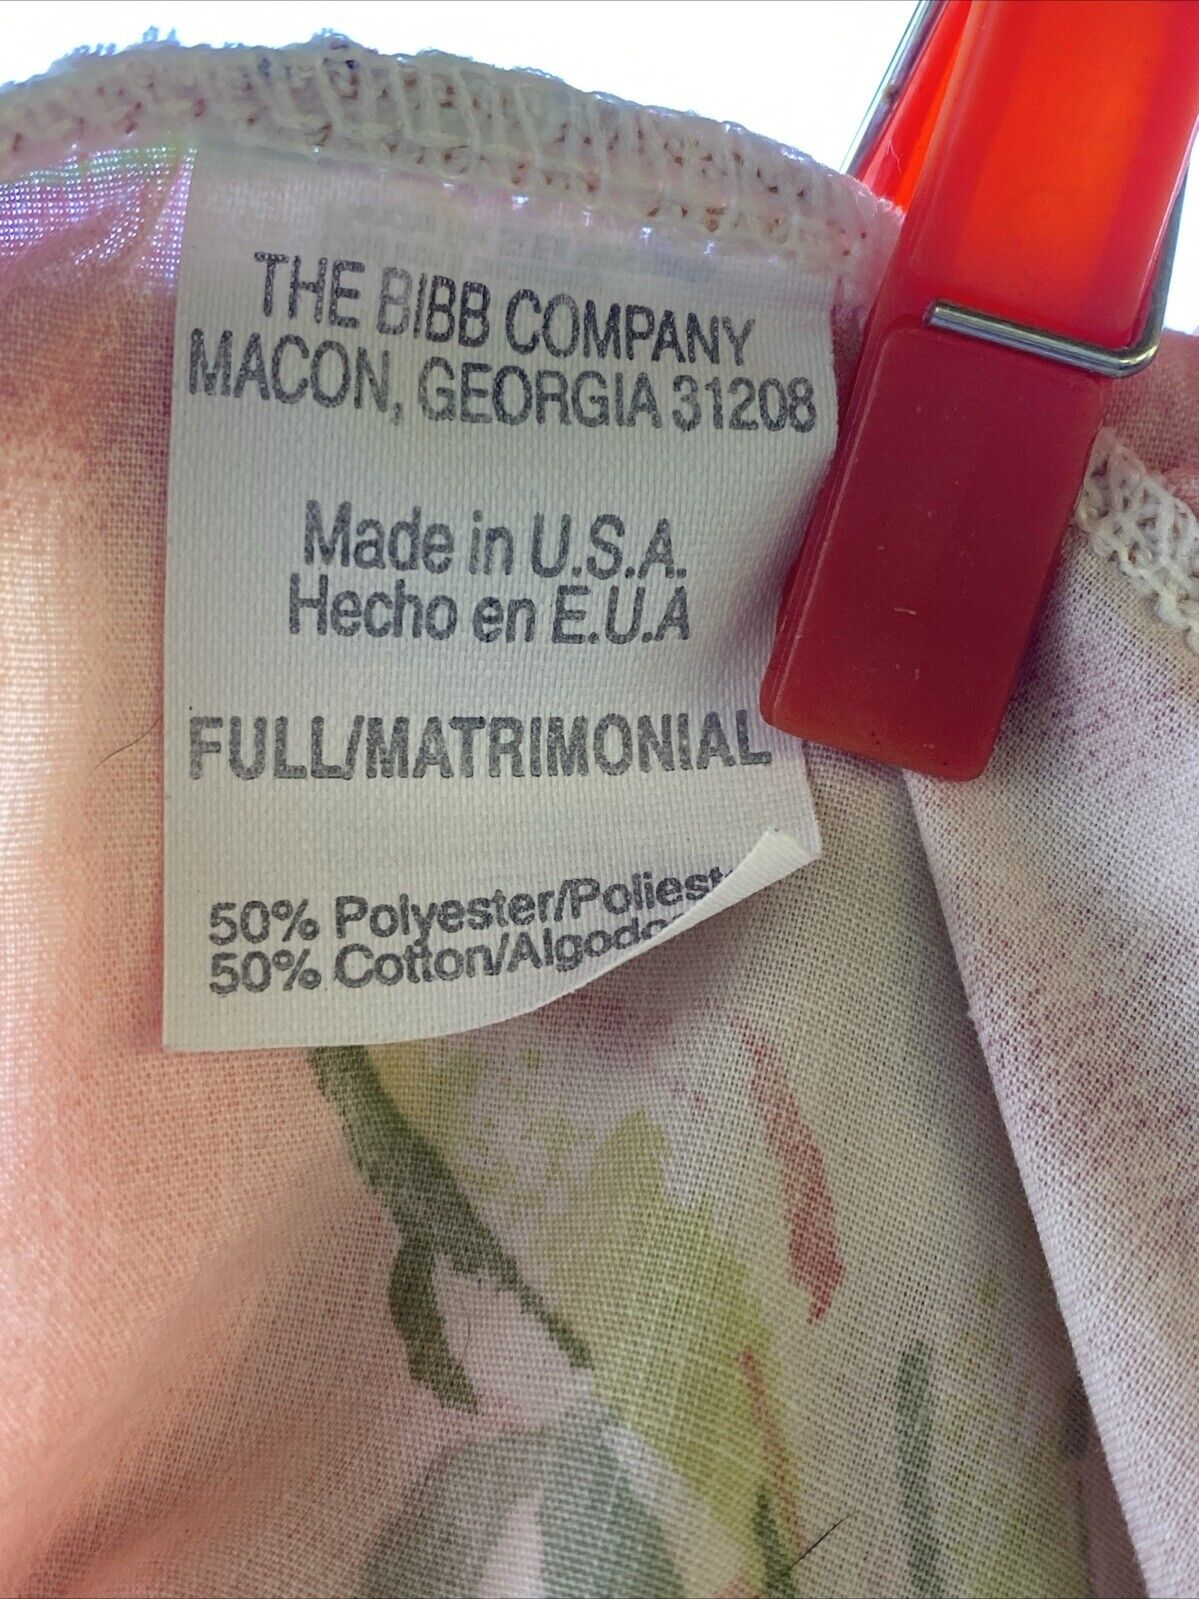 THE BIBB COMPANY
MACON, GEORGIA 31208
Made in U.S.A.
Hecho en E.U.A
FULL/MATRIMONIAL
50% Polyester/Poliest
50% Cotton/Algodo